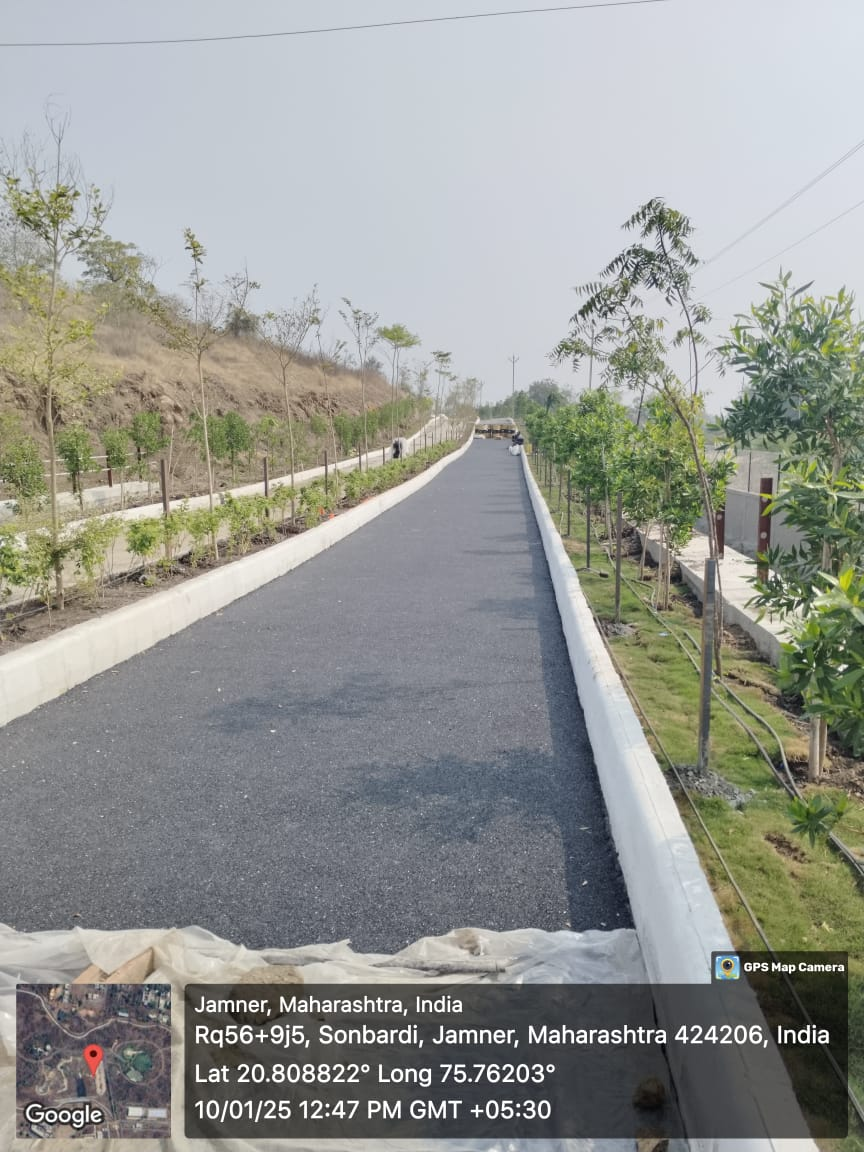 GPS Map Camera
Jamner, Maharashtra, India
Rq56+9j5, Sonbardi, Jamner, Maharashtra 424206, India
Lat 20.808822° Long 75.76203°
10/01/25 12:47 PM GMT +05:30
Google